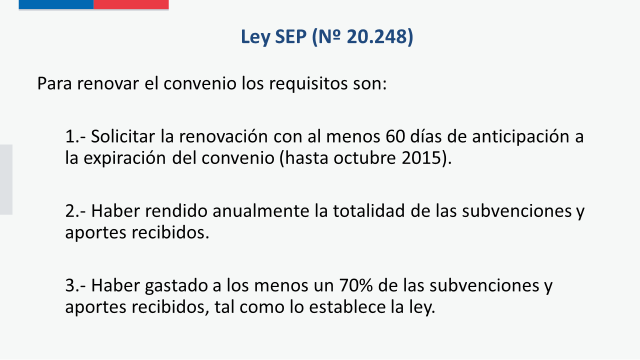 Ley SEP (Nº 20.248)
Para renovar el convenio los requisitos son:
1.- Solicitar la renovación con al menos 60 días de anticipación a
la expiración del convenio (hasta octubre 2015).
2.- Haber rendido anualmente la totalidad de las subvenciones y
aportes recibidos.
3.- Haber gastado a los menos un 70% de las subvenciones y
aportes recibidos, tal como lo establece la ley.